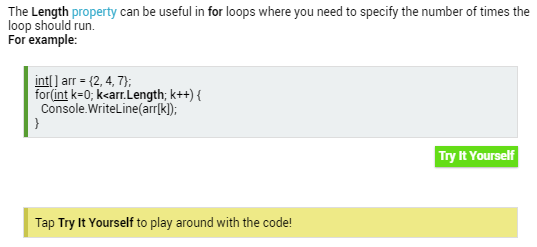 The Length property can be useful in for loops where you need to specify the number of times the
loop should run.
For example:
int[ ] arr = {2, 4, 7};
for(int k=0; k<arr.Length; k++) {
Console.WriteLine(arr[k]);
}
Try It Yourself
Tap Try It Yourself to play around with the code!